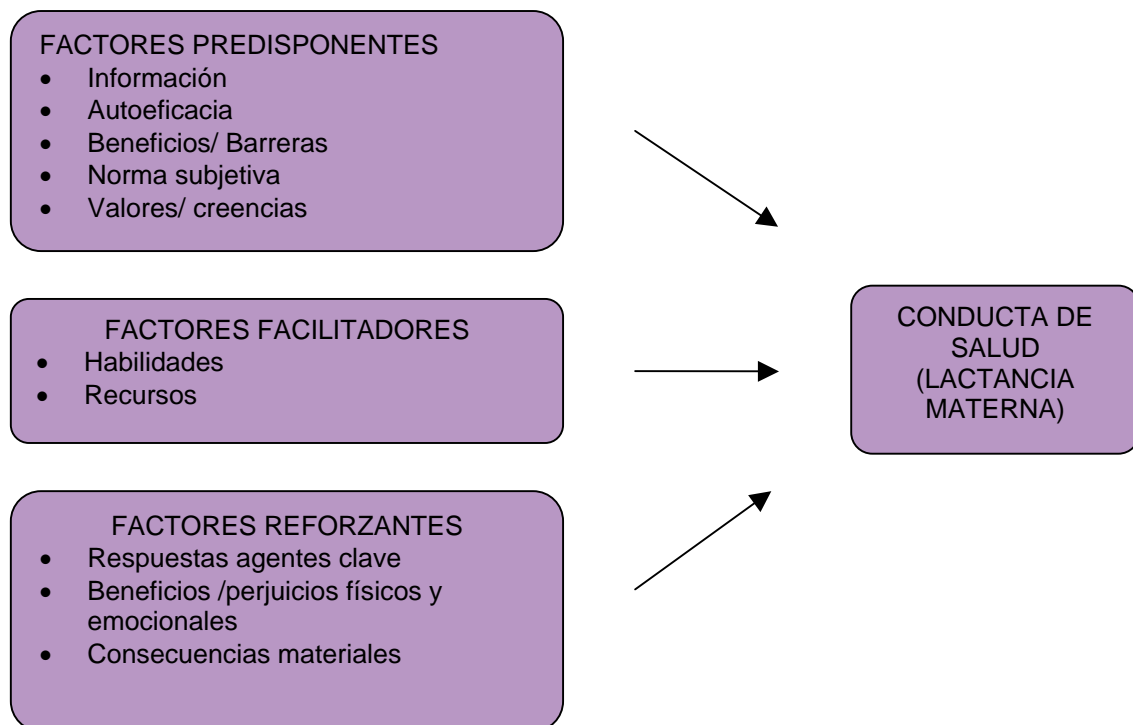 FACTORES PREDISPONENTES
• Información
• Autoeficacia
• Beneficios/ Barreras
• Norma subjetiva
• Valores/ creencias
FACTORES FACILITADORES
• Habilidades
• Recursos
CONDUCTA DE
SALUD
(LACTANCIA
MATERNA)
FACTORES REFORZANTES
• Respuestas agentes clave
• Beneficios /perjuicios físicos y
emocionales
• Consecuencias materiales